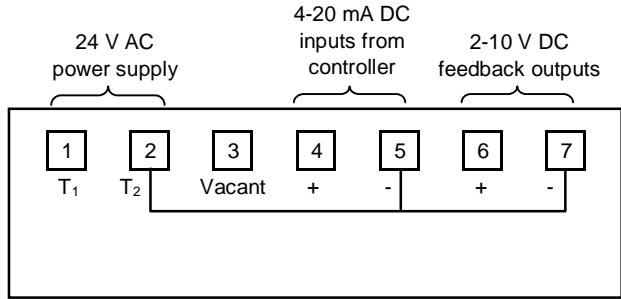 24 V AC
power supply
4-20 mA DC
inputs from
controller
2-10 V DC
feedback outputs
1 2 3 4 5 6 7
T₁ T₂ Vacant + - + -